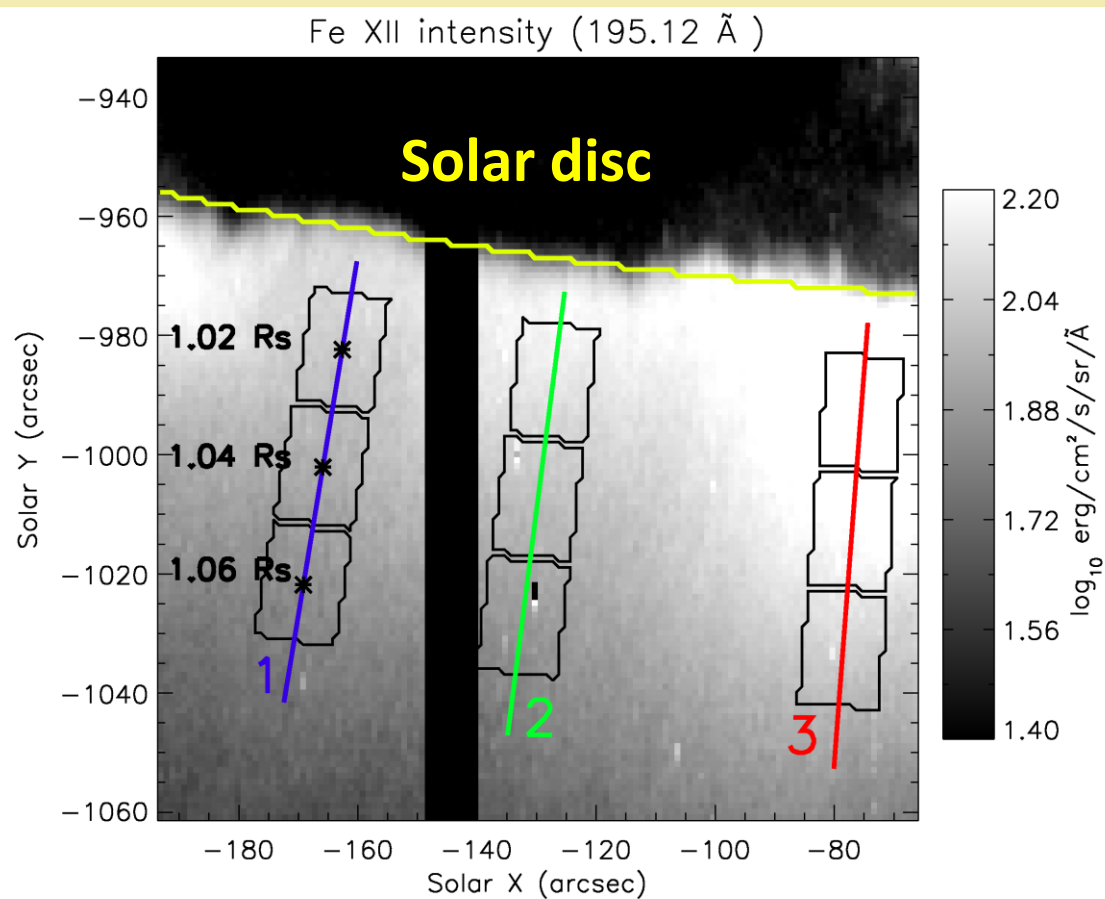 Fe XII intensity (195.12 Ã )
Solar disc
-940
-960
-980
-1000
-1020
-1040
-1060
Solar Y (arcsec)
1.02 Rs
1.04 Rs
1.06 Rs
1
2
3
-180
-160
-140
-120
-100
-80
Solar X (arcsec)
2.20
2.04
1.88
1.72
1.56
1.40
log₁₀ erg/cm²/s/sr/Ã